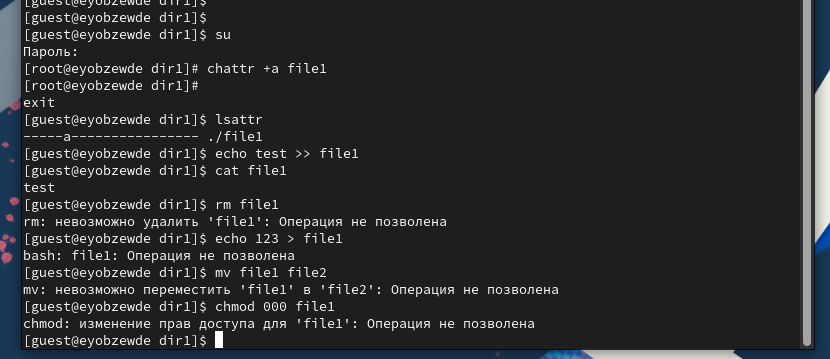 [guest@eyobzewde dir1]$
[guest@eyobzewde dir1]$
[guest@eyobzewde dir1]$ su
Пароль:
[root@eyobzewde dir1]# chattr +a file1
[root@eyobzewde dir1]#
exit
[guest@eyobzewde dir1]$ lsattr
-----a---------------- ./file1
[guest@eyobzewde dir1]$ echo test >> file1
[guest@eyobzewde dir1]$ cat file1
test
[guest@eyobzewde dir1]$ rm file1
rm: невозможно удалить 'file1': Операция не позволена
[guest@eyobzewde dir1]$ echo 123 > file1
bash: file1: Операция не позволена
[guest@eyobzewde dir1]$ mv file1 file2
mv: невозможно переместить 'file1' в 'file2': Операция не позволена
[guest@eyobzewde dir1]$ chmod 000 file1
chmod: изменение прав доступа для 'file1': Операция не позволена
[guest@eyobzewde dir1]$